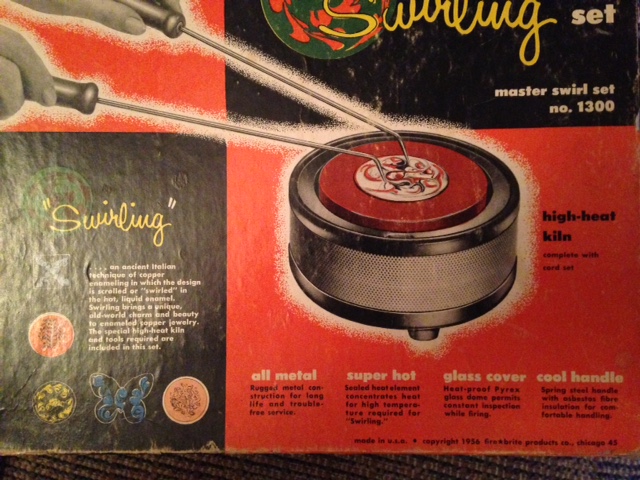 Swirling set
master swirl set
no. 1300
high-heat
kiln
complete with
cord set
"Swirling"
. . . . an ancient Italian
technique of copper
enameling in which the design
is scrolled or "swirled" in
the hot, liquid enamel.
Swirling brings a unique,
old-world charm and beauty
to enameled copper jewelry.
The special high-heat kiln
and tools required are
included in this set.
all metal
Rugged metal con-
struction for long
life and trouble-
free service.
super hot
Sealed heat element
concentrates heat
for high tempera-
ture required for
"Swirling."
glass cover
Heat-proof Pyrex
glass dome permits
constant inspection
while firing.
cool handle
Spring steel handle
with asbestos fibre
insulation for com-
fortable handling.
made in u.s.a. • copyright 1956 fire•brite products co., chicago 45